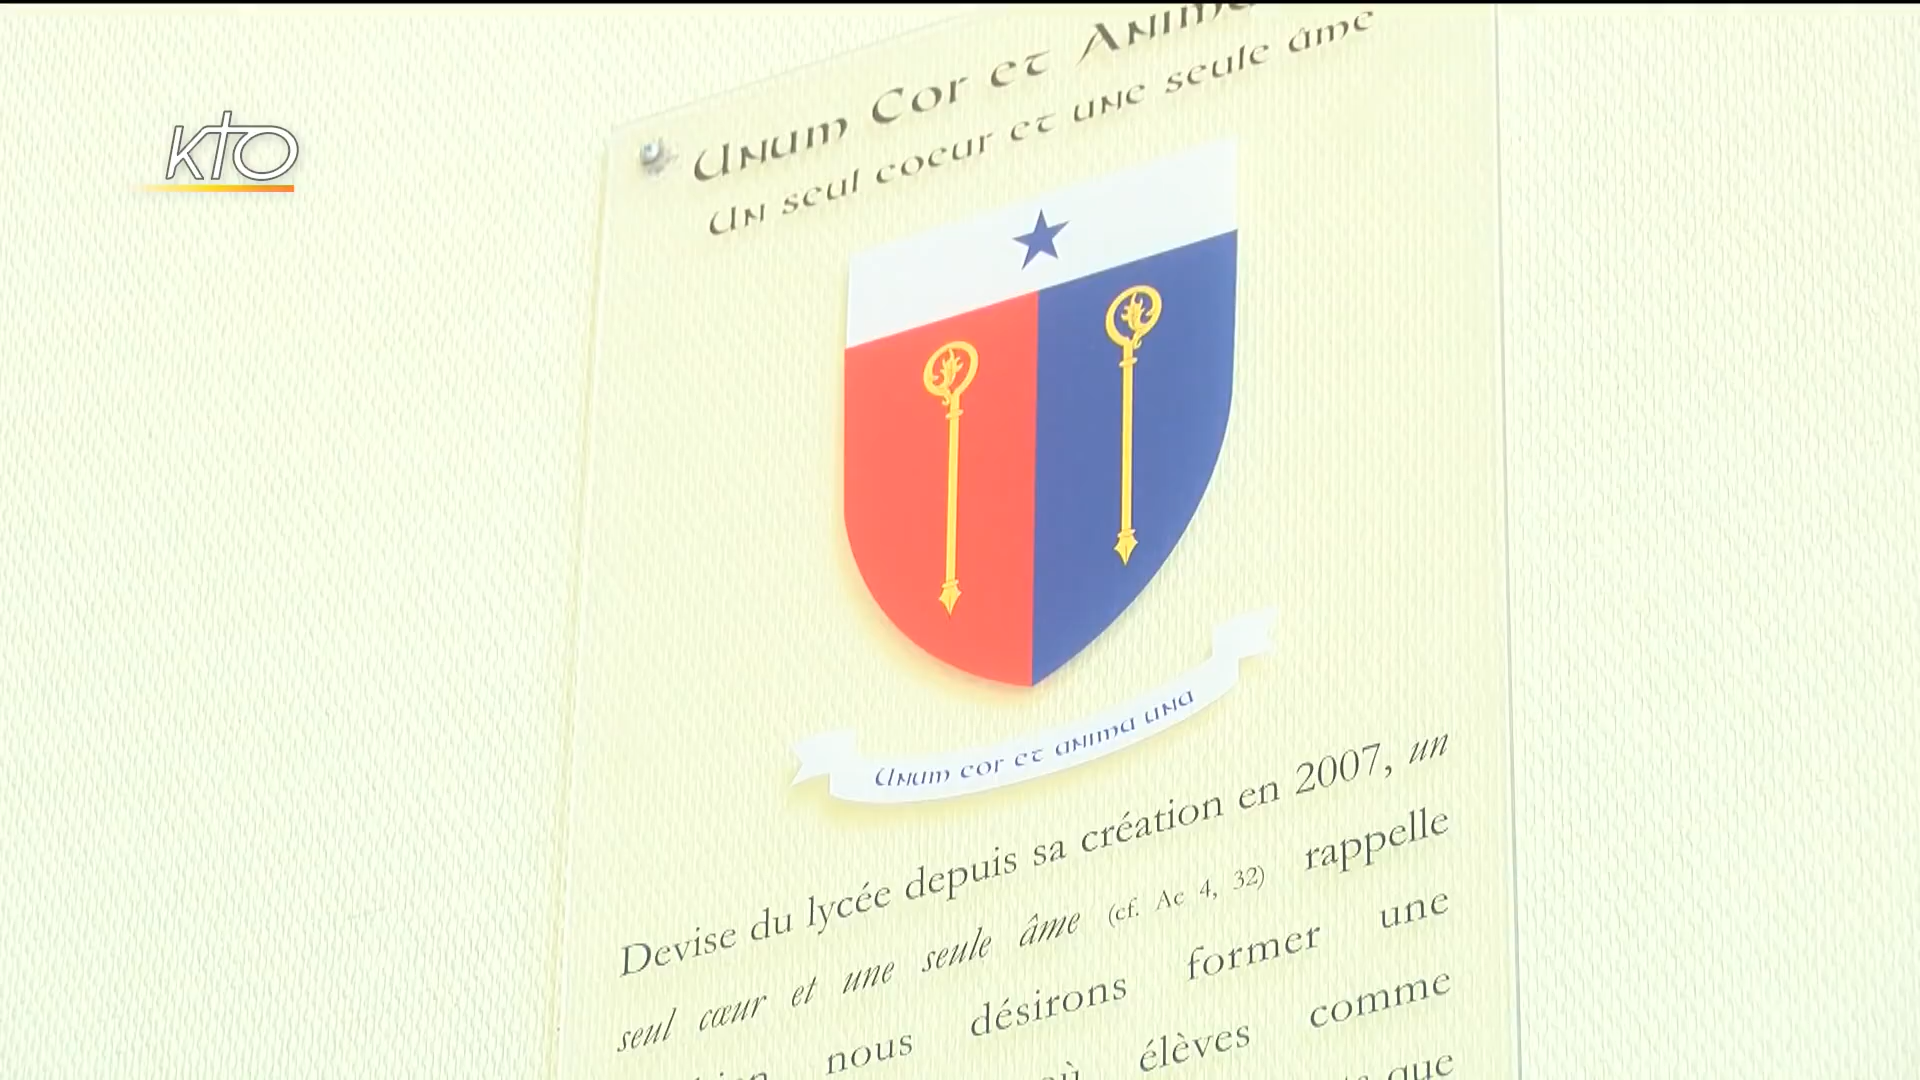 KTO
Unum Cor et
Un seul coeur et une seule âme
Unum cor et anima una
Devise du lycée depuis sa création en 2007, un
seul cœur et une seule âme (cf. Ac 4, 32) rappelle
nous désirons former une
élèves comme
que